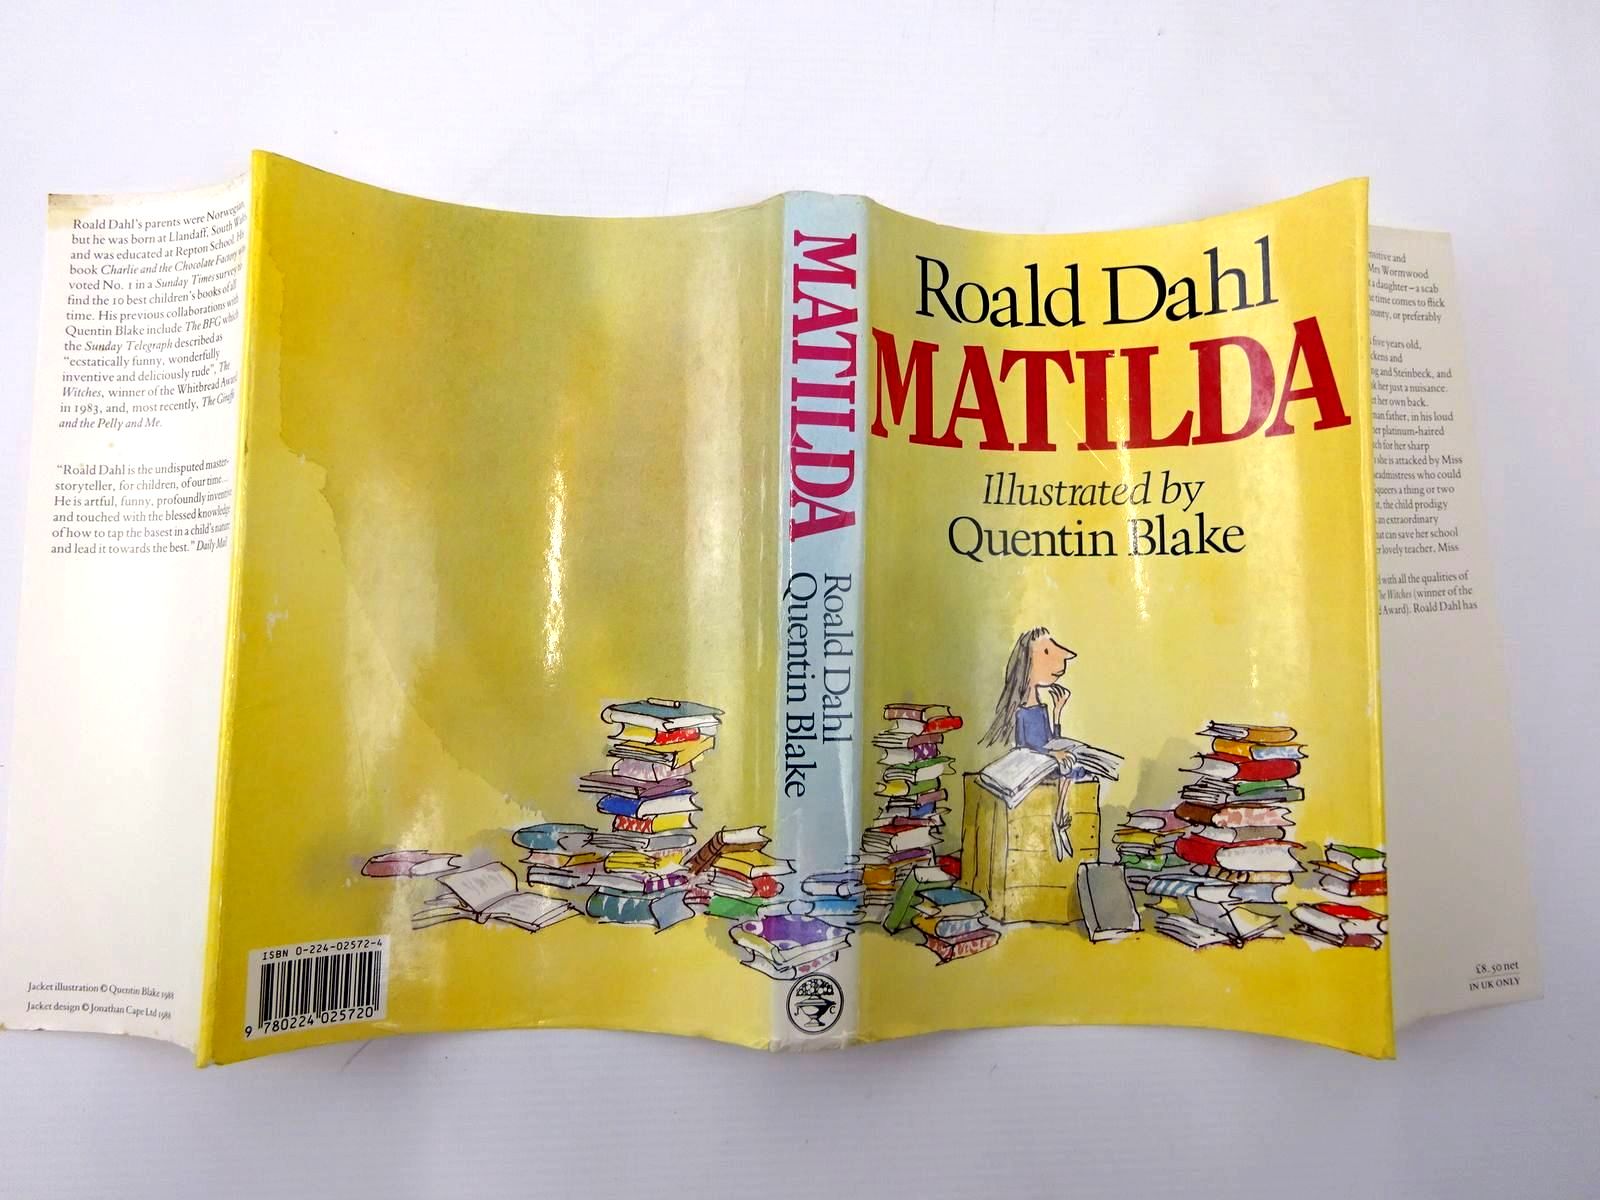 Roald Dahl's parents were Norwegian
but he was born at Llandaff, South Wales
and was educated at Repton School. His
book Charlie and the Chocolate Factory was
voted No. 1 in a Sunday Times survey to
find the 10 best children's books of all
time. His previous collaborations with
Quentin Blake include The BFG which
the Sunday Telegraph described as
"ecstatically funny, wonderfully
inventive and deliciously rude", The
Witches, winner of the Whitbread Award
in 1983, and, most recently, The Giraffe
and the Pelly and Me.
"Roald Dahl is the undisputed master-
storyteller, for children, of our time...
He is artful, funny, profoundly inventive
and touched with the blessed knowledge
of how to tap the basest in a child's nature
and lead it towards the best." Daily Mail
Jacket illustration © Quentin Blake 1988
Jacket design © Jonathan Cape Ltd 1988
ISBN 0-224-02572-4
9 780224 025720
MATILDA
Roald Dahl
Quentin Blake
J C
Roald Dahl
MATILDA
Illustrated by
Quentin Blake
sitive and
Mrs Wormwood
a daughter – a scab
time comes to flick
county, or preferably
five years old,
ckens and
and Steinbeck, and
her just a nuisance.
her own back.
man father, in his loud
her platinum-haired
for her sharp
she is attacked by Miss
headmistress who could
squeers a thing or two
the child prodigy
an extraordinary
that can save her school
lovely teacher, Miss
with all the qualities of
The Witches (winner of the
Award). Roald Dahl has
£8.50 net
IN UK ONLY